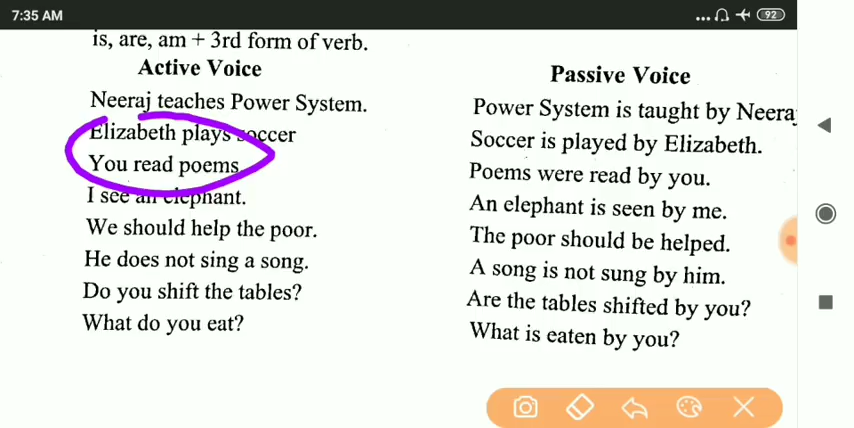 7:35 AM
92
is, are, am + 3rd form of verb.
Active Voice
Passive Voice
Neeraj teaches Power System.
Power System is taught by Neeraj
Elizabeth plays soccer
Soccer is played by Elizabeth.
You read poems
Poems were read by you.
I see an elephant.
An elephant is seen by me.
We should help the poor.
The poor should be helped.
He does not sing a song.
A song is not sung by him.
Do you shift the tables?
Are the tables shifted by you?
What do you eat?
What is eaten by you?